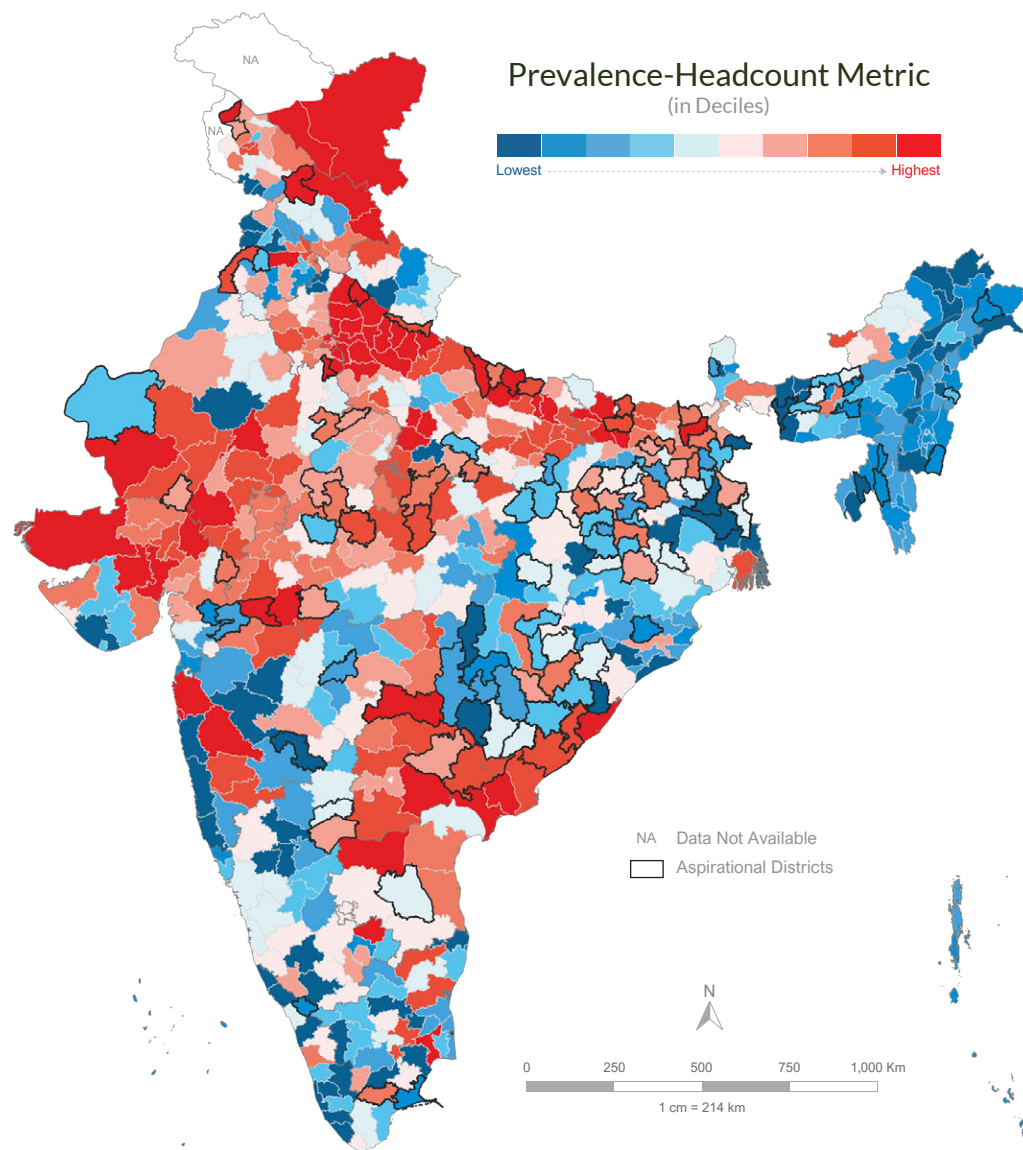 NA
Prevalence-Headcount Metric
(in Deciles)
NA
Lowest
Highest
NA Data Not Available
Aspirational Districts
N
0 250 500 750 1,000 Km
1 cm = 214 km